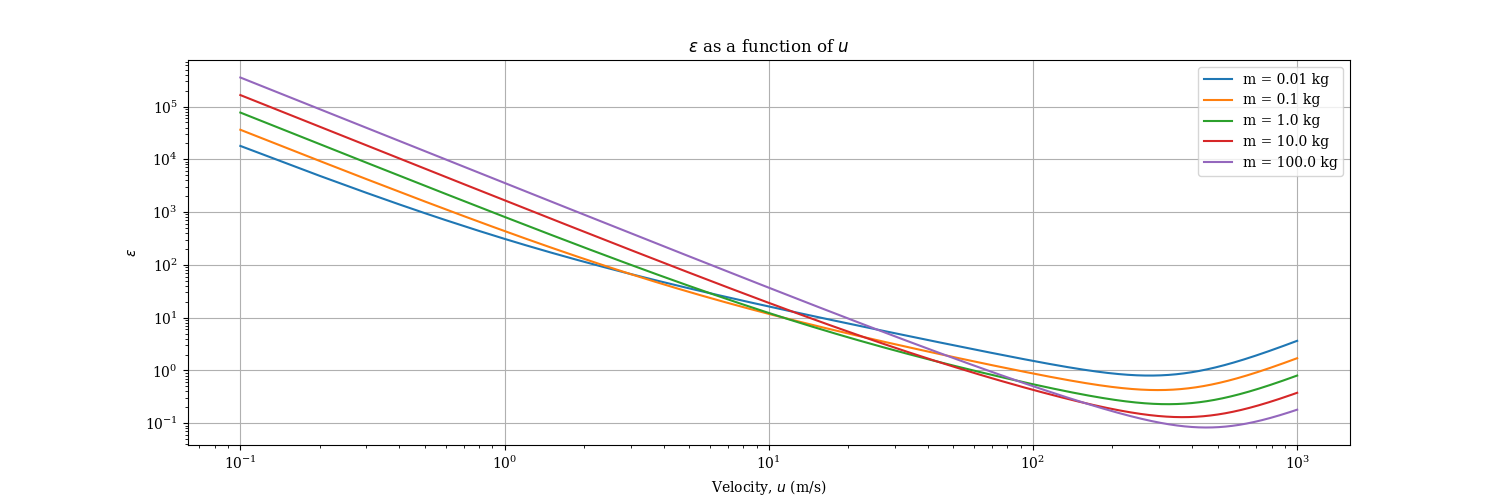 ε as a function of u
ε
10⁵
10⁴
10³
10²
10¹
10⁰
10⁻¹
m = 0.01 kg
m = 0.1 kg
m = 1.0 kg
m = 10.0 kg
m = 100.0 kg
10⁻¹ 10⁰ 10¹ 10² 10³
Velocity, u (m/s)